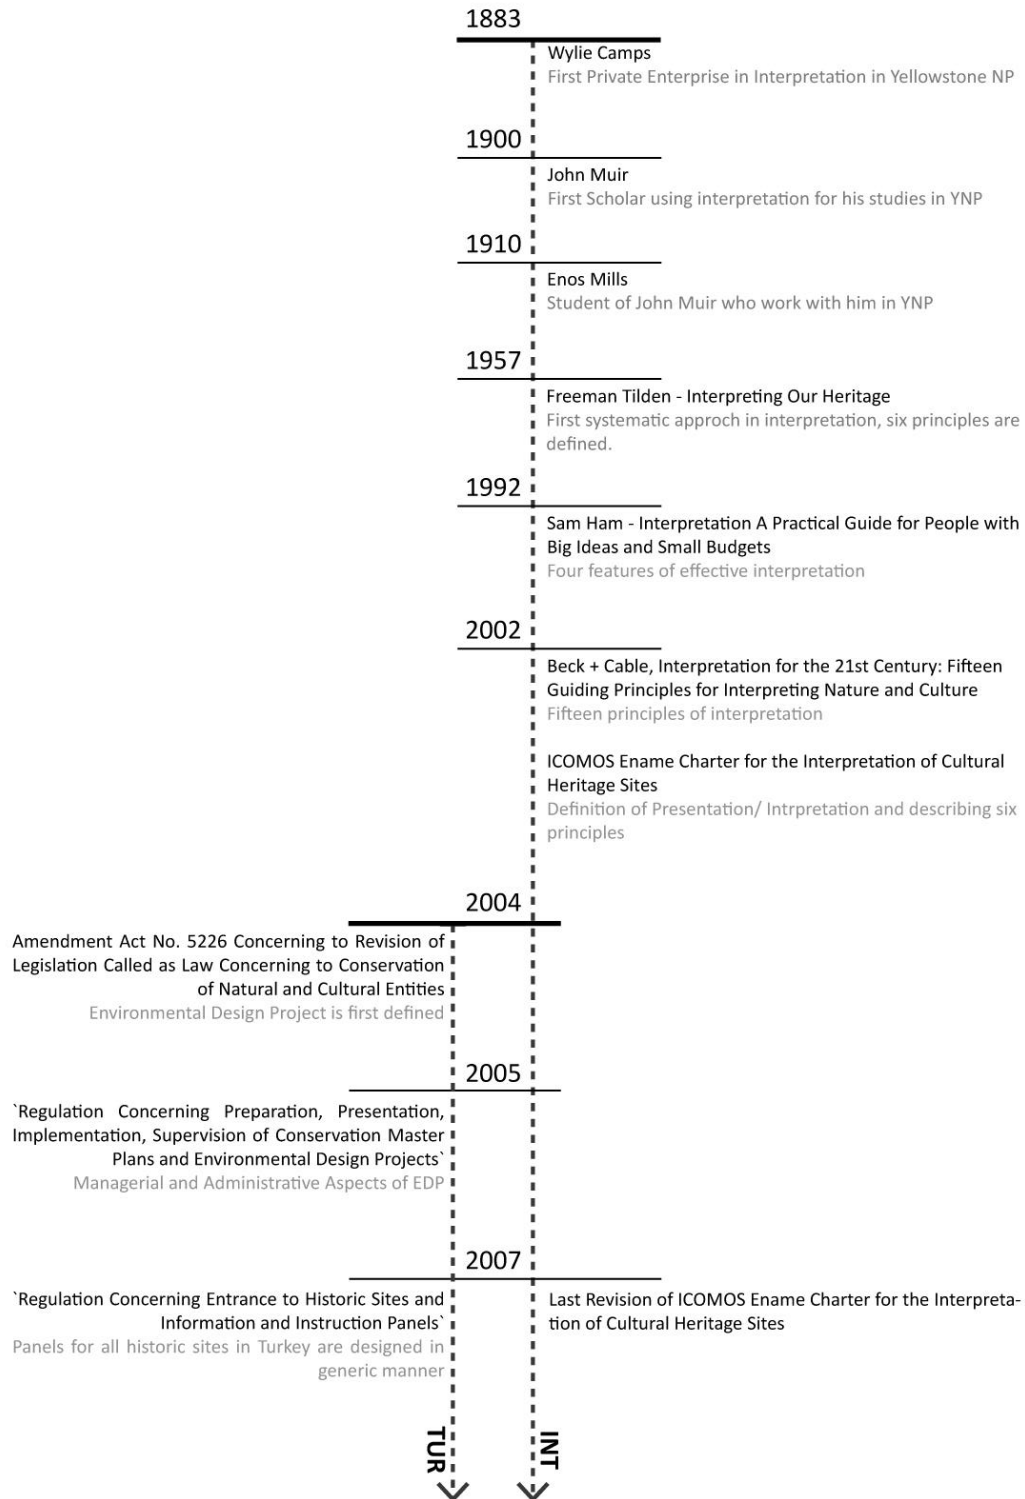 1883
Wylie Camps
First Private Enterprise in Interpretation in Yellowstone NP
1900
John Muir
First Scholar using interpretation for his studies in YNP
1910
Enos Mills
Student of John Muir who work with him in YNP
1957
Freeman Tilden - Interpreting Our Heritage
First systematic approch in interpretation, six principles are
defined.
1992
Sam Ham - Interpretation A Practical Guide for People with
Big Ideas and Small Budgets
Four features of effective interpretation
2002
Beck + Cable, Interpretation for the 21st Century: Fifteen
Guiding Principles for Interpreting Nature and Culture
Fifteen principles of interpretation
ICOMOS Ename Charter for the Interpretation of Cultural
Heritage Sites
Definition of Presentation/ Intrpretation and describing six
principles
2004
Amendment Act No. 5226 Concerning to Revision of
Legislation Called as Law Concerning to Conservation
of Natural and Cultural Entities
Environmental Design Project is first defined
2005
`Regulation Concerning Preparation, Presentation,
Implementation, Supervision of Conservation Master
Plans and Environmental Design Projects`
Managerial and Administrative Aspects of EDP
2007
`Regulation Concerning Entrance to Historic Sites and
Information and Instruction Panels`
Panels for all historic sites in Turkey are designed in
generic manner
Last Revision of ICOMOS Ename Charter for the Interpreta-
tion of Cultural Heritage Sites
TUR
INT